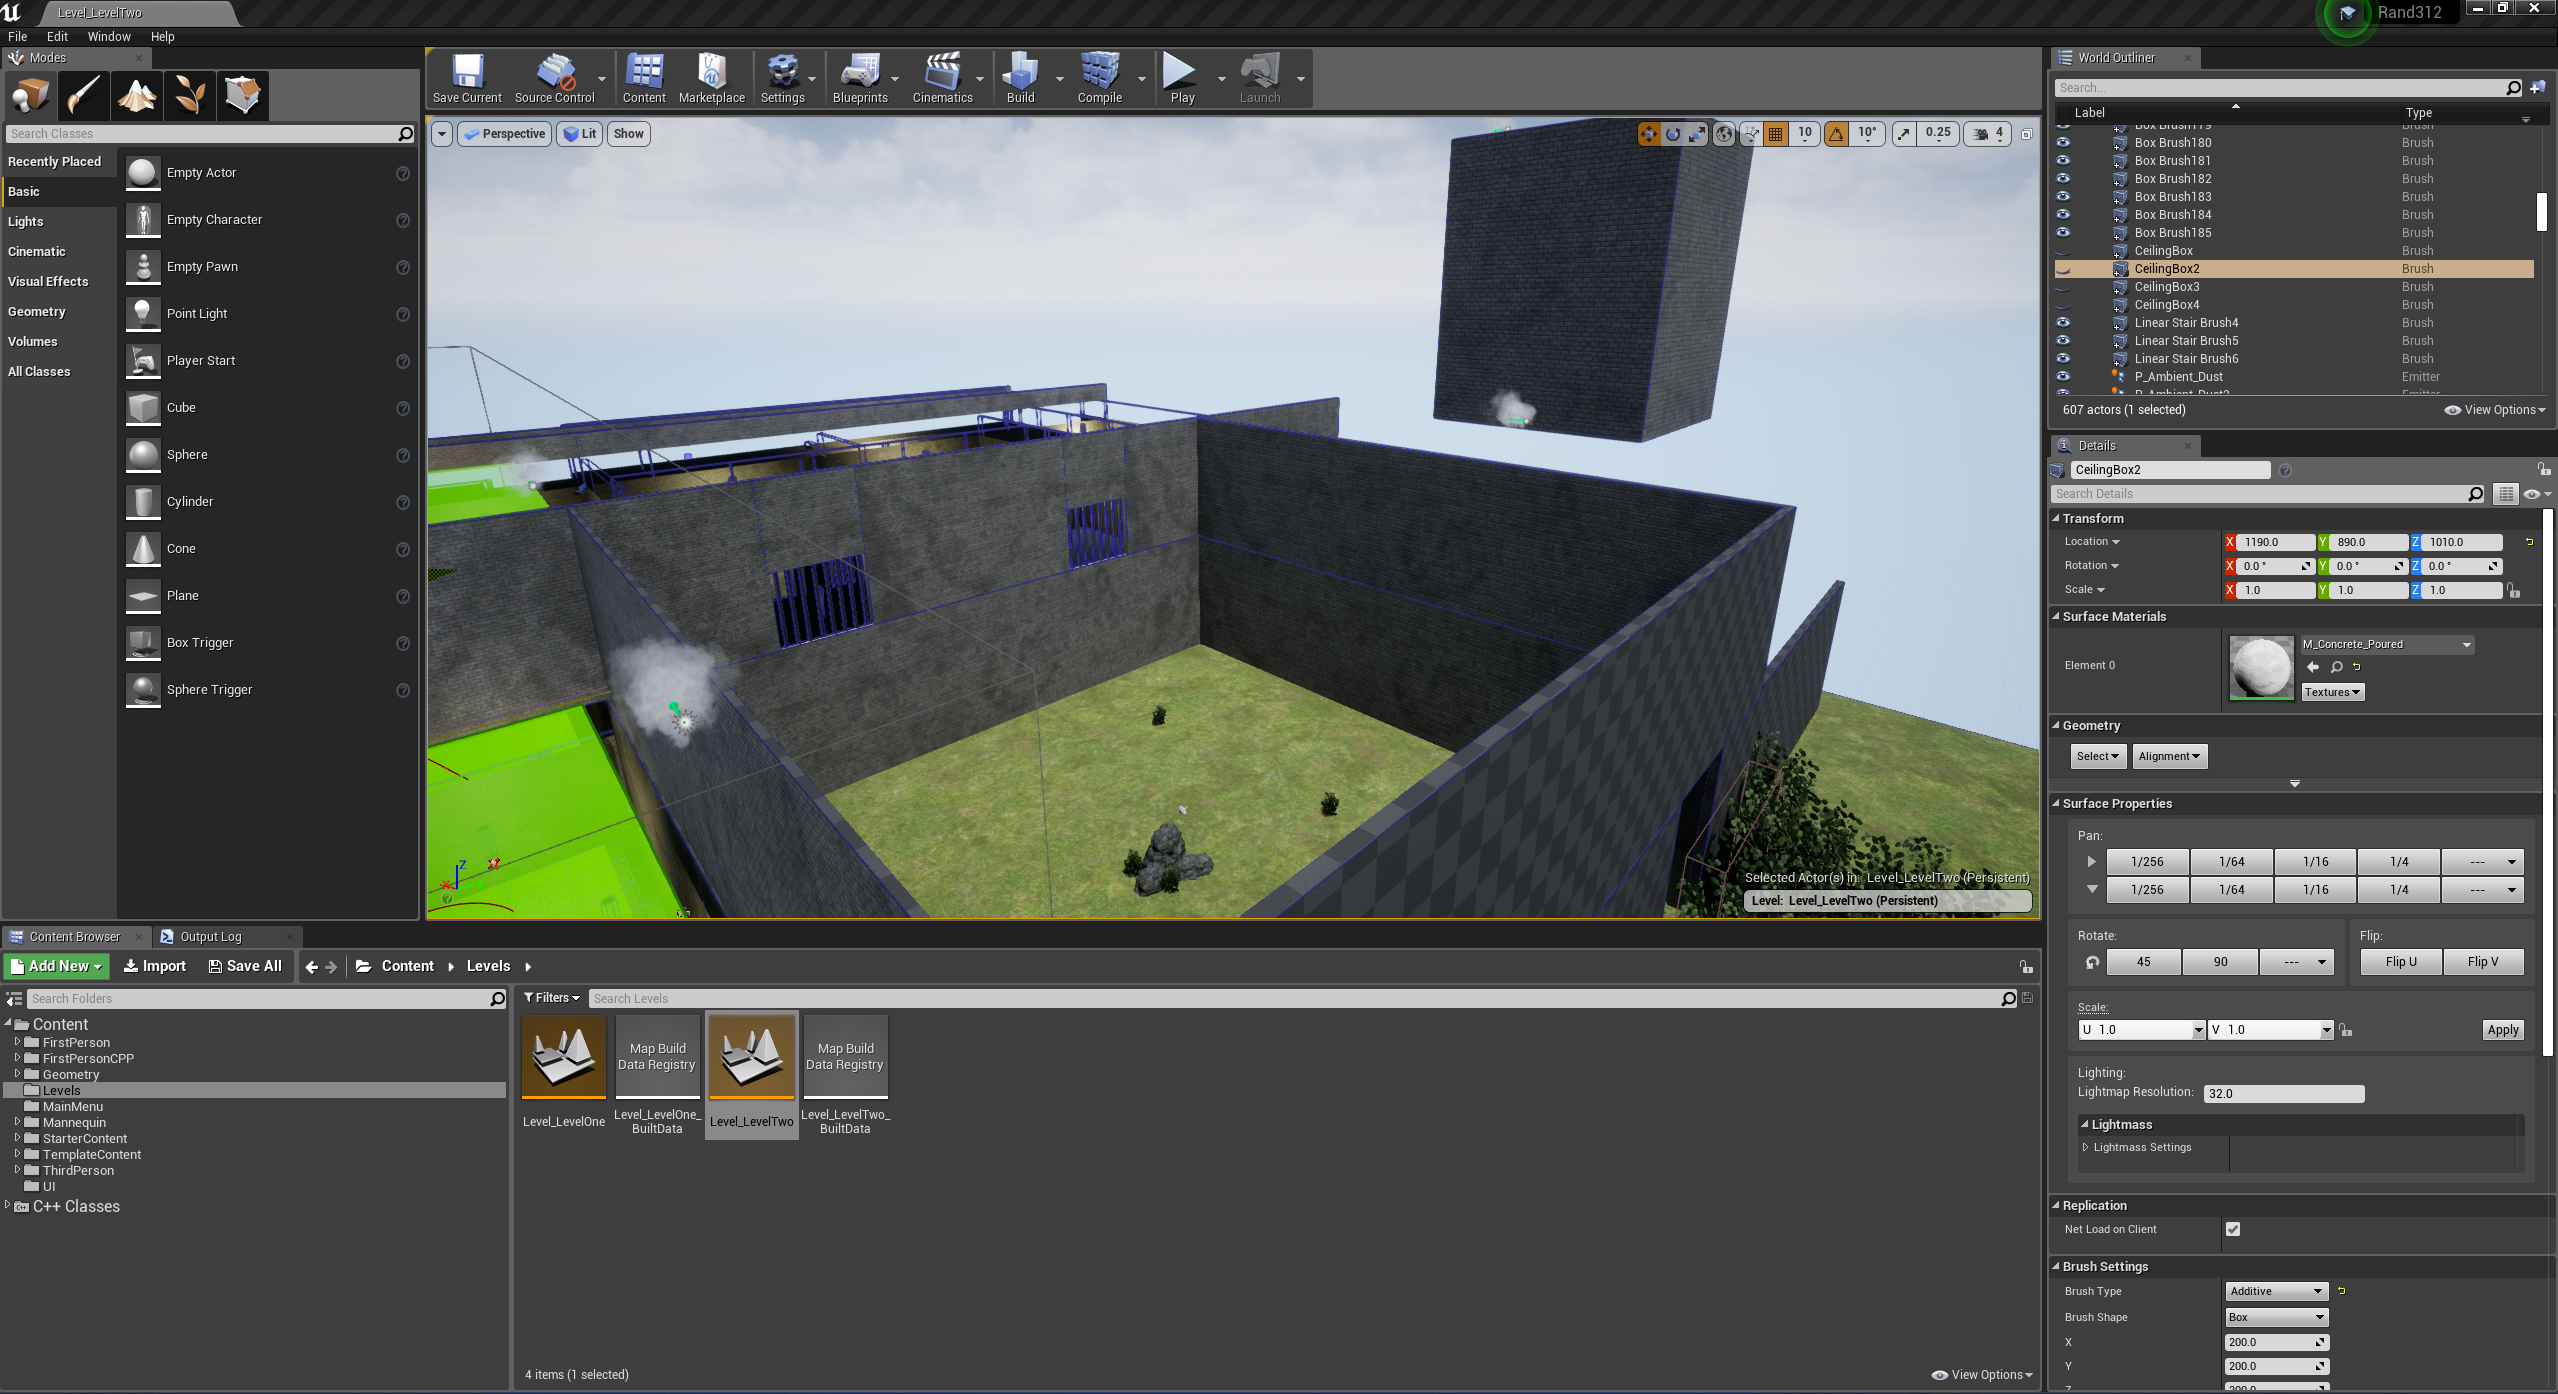 Level_LevelTwo
Rand312
File Edit Window Help
Modes
Search Classes
Recently Placed
Basic
Lights
Cinematic
Visual Effects
Geometry
Volumes
All Classes
Empty Actor
Empty Character
Empty Pawn
Point Light
Player Start
Cube
Sphere
Cylinder
Cone
Plane
Box Trigger
Sphere Trigger
Save Current Source Control Content Marketplace Settings Blueprints Cinematics Build Compile Play Launch
Perspective Lit Show
10 10° 0.25 4
Selected Actor(s) in: Level_LevelTwo (Persistent)
Level: Level_LevelTwo (Persistent)
World Outliner
Search...
Label Type
Box Brush179 Brush
Box Brush180 Brush
Box Brush181 Brush
Box Brush182 Brush
Box Brush183 Brush
Box Brush184 Brush
Box Brush185 Brush
CeilingBox Brush
CeilingBox2 Brush
CeilingBox3 Brush
CeilingBox4 Brush
Linear Stair Brush4 Brush
Linear Stair Brush5 Brush
Linear Stair Brush6 Brush
P_Ambient_Dust Emitter
P_Ambient_Dust2 Emitter
607 actors (1 selected) View Options
Details
CeilingBox2
Search Details
Transform
Location X 1190.0 Y 890.0 Z 1010.0
Rotation X 0.0 ° Y 0.0 ° Z 0.0 °
Scale X 1.0 Y 1.0 Z 1.0
Surface Materials
Element 0
M_Concrete_Poured
Textures
Geometry
Select Alignment
Surface Properties
Pan:
1/256 1/64 1/16 1/4 ---
1/256 1/64 1/16 1/4 ---
Rotate: Flip:
45 90 --- Flip U Flip V
Scale:
U 1.0 V 1.0 Apply
Lighting:
Lightmap Resolution: 32.0
Lightmass
Lightmass Settings
Replication
Net Load on Client
Brush Settings
Brush Type Additive
Brush Shape Box
X 200.0
Y 200.0
Z 200.0
Content Browser Output Log
Add New Import Save All Content Levels
Search Folders
Content
FirstPerson
FirstPersonCPP
Geometry
Levels
MainMenu
Mannequin
StarterContent
TemplateContent
ThirdPerson
UI
C++ Classes
Filters Search Levels
Map Build
Data Registry
Map Build
Data Registry
Level_LevelOne
Level_LevelOne_
BuiltData
Level_LevelTwo
Level_LevelTwo_
BuiltData
4 items (1 selected) View Options